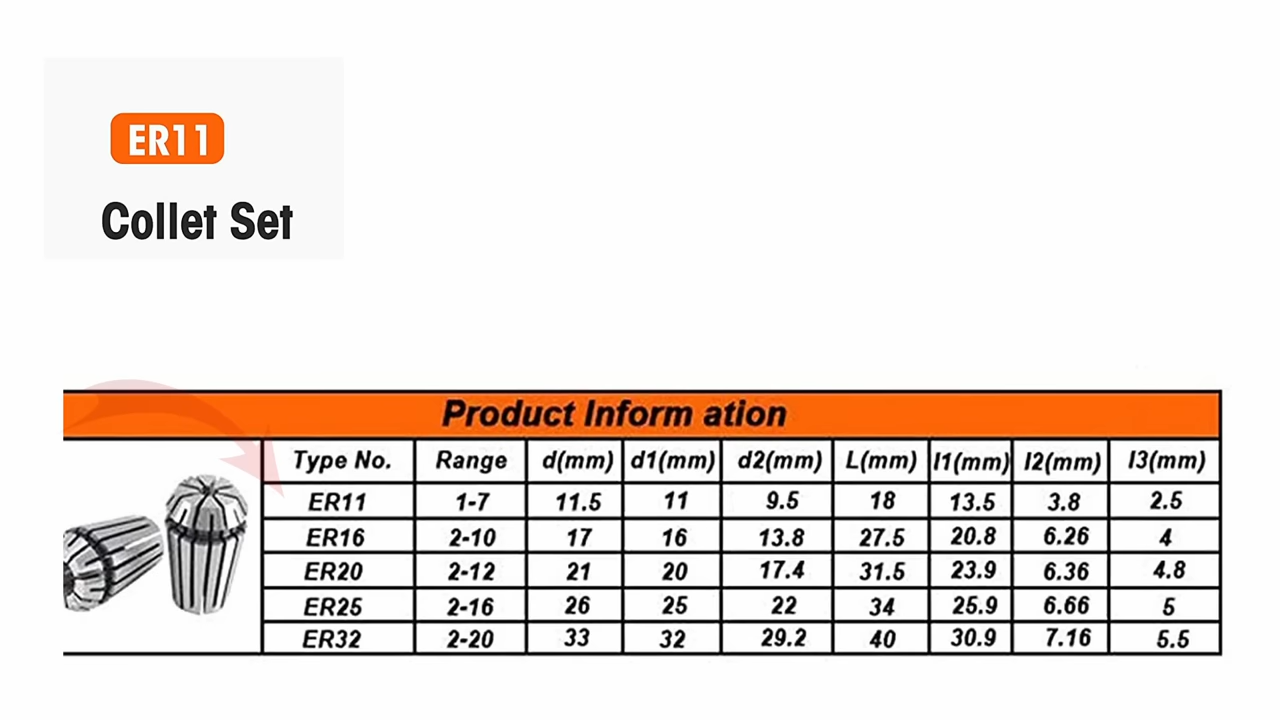 ER11
Collet Set
Product Inform ation
Type No. Range d(mm) d1(mm) d2(mm) L(mm) l1(mm) l2(mm) l3(mm)
ER11 1-7 11.5 11 9.5 18 13.5 3.8 2.5
ER16 2-10 17 16 13.8 27.5 20.8 6.26 4
ER20 2-12 21 20 17.4 31.5 23.9 6.36 4.8
ER25 2-16 26 25 22 34 25.9 6.66 5
ER32 2-20 33 32 29.2 40 30.9 7.16 5.5